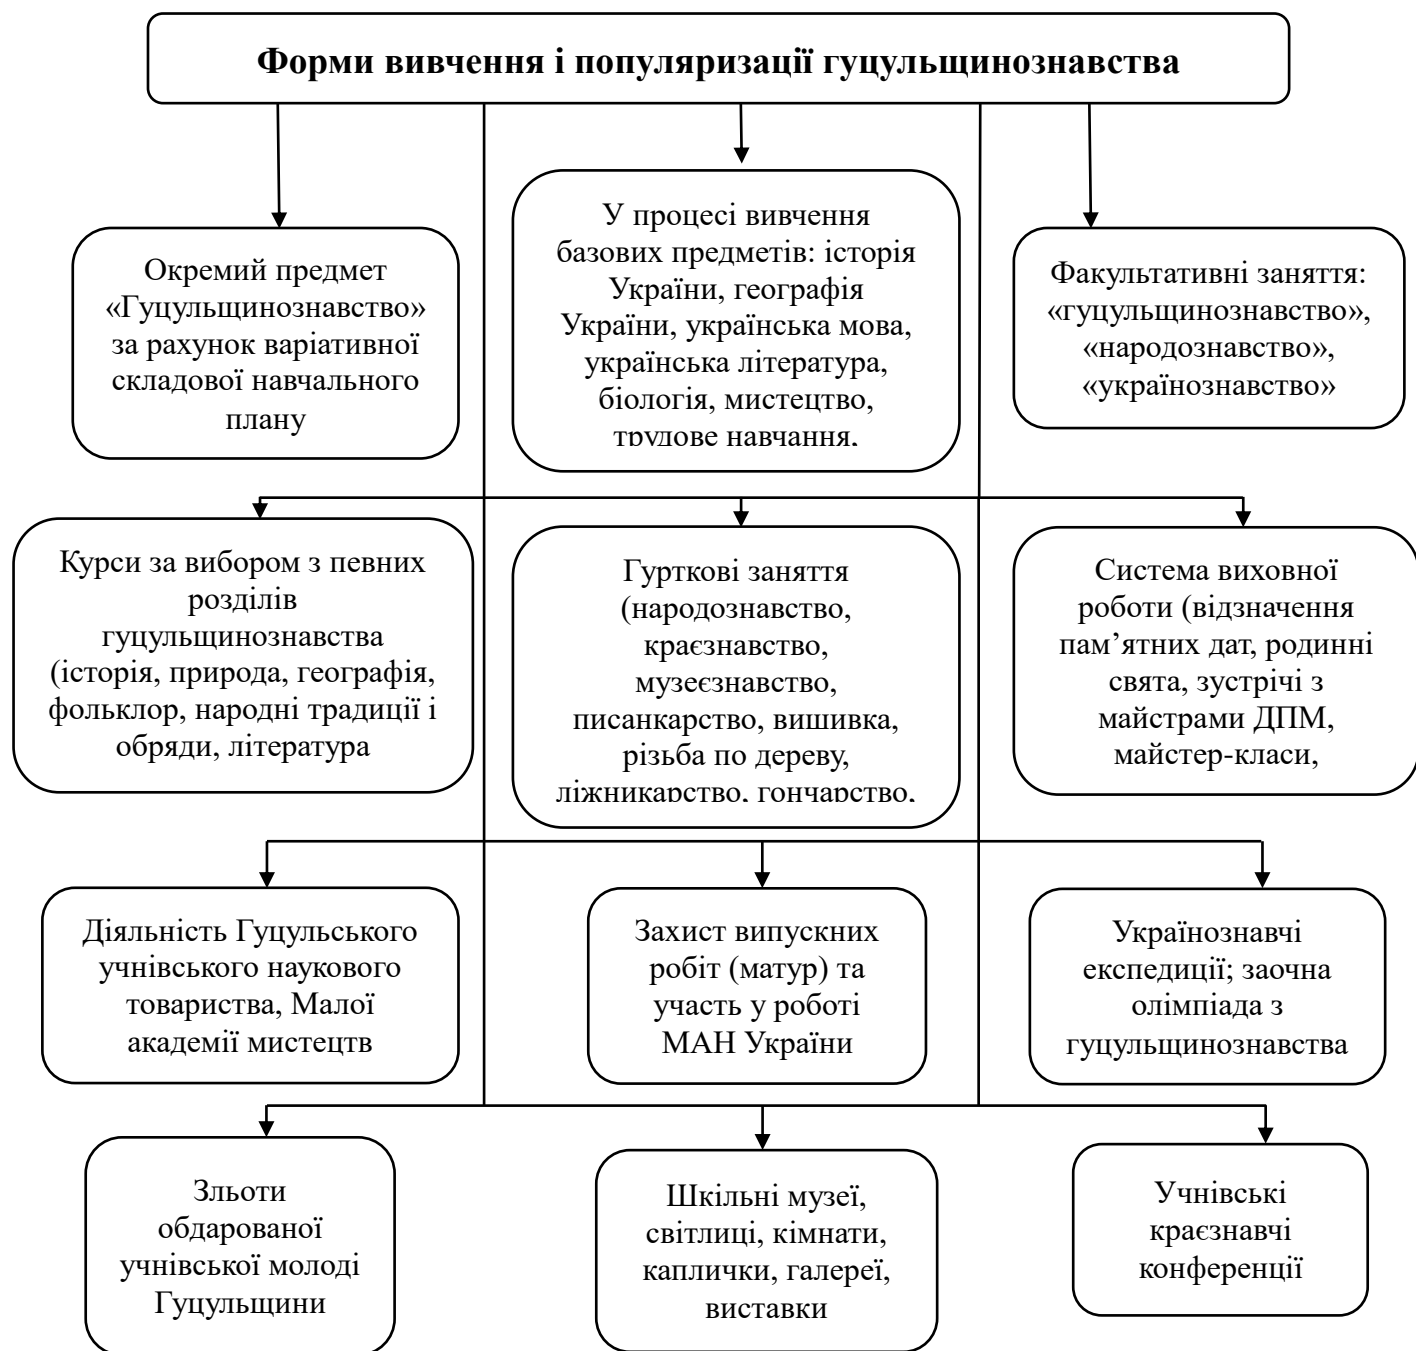 Форми вивчення і популяризації гуцульщинознавства
Окремий предмет
«Гуцульщинознавство»
за рахунок варіативної
складової навчального
плану
У процесі вивчення
базових предметів: історія
України, географія
України, українська мова,
українська література,
біологія, мистецтво,
трудове навчання,
Факультативні заняття:
«гуцульщинознавство»,
«народознавство»,
«українознавство»
Курси за вибором з певних
розділів
гуцульщинознавства
(історія, природа, географія,
фольклор, народні традиції і
обряди, література
Гурткові заняття
(народознавство,
краєзнавство,
музеєзнавство,
писанкарство, вишивка,
різьба по дереву,
ліжникарство, гончарство,
Система виховної
роботи (відзначення
пам’ятних дат, родинні
свята, зустрічі з
майстрами ДПМ,
майстер-класи,
Діяльність Гуцульського
учнівського наукового
товариства, Малої
академії мистецтв
Захист випускних
робіт (матур) та
участь у роботі
МАН України
Українознавчі
експедиції; заочна
олімпіада з
гуцульщинознавства
Зльоти
обдарованої
учнівської молоді
Гуцульщини
Шкільні музеї,
світлиці, кімнати,
каплички, галереї,
виставки
Учнівські
краєзнавчі
конференції